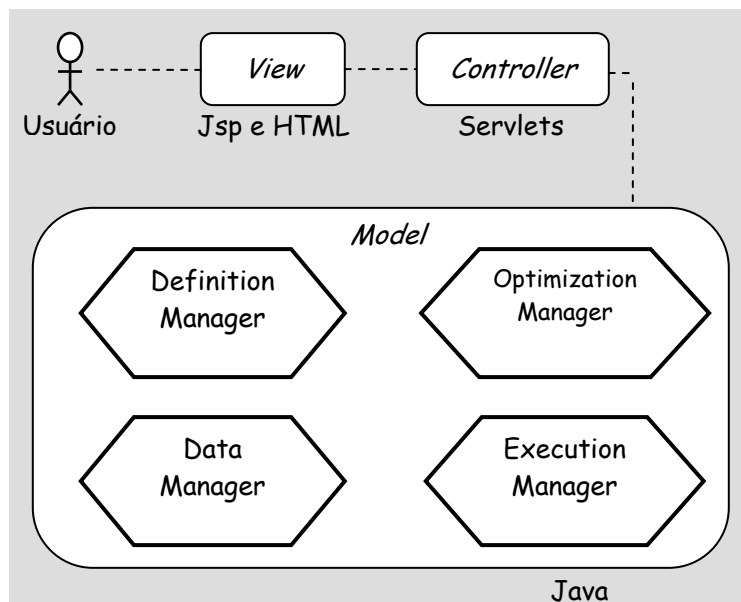 View
Controller
Usuário
Jsp e HTML
Servlets
Model
Definition
Manager
Optimization
Manager
Data
Manager
Execution
Manager
Java